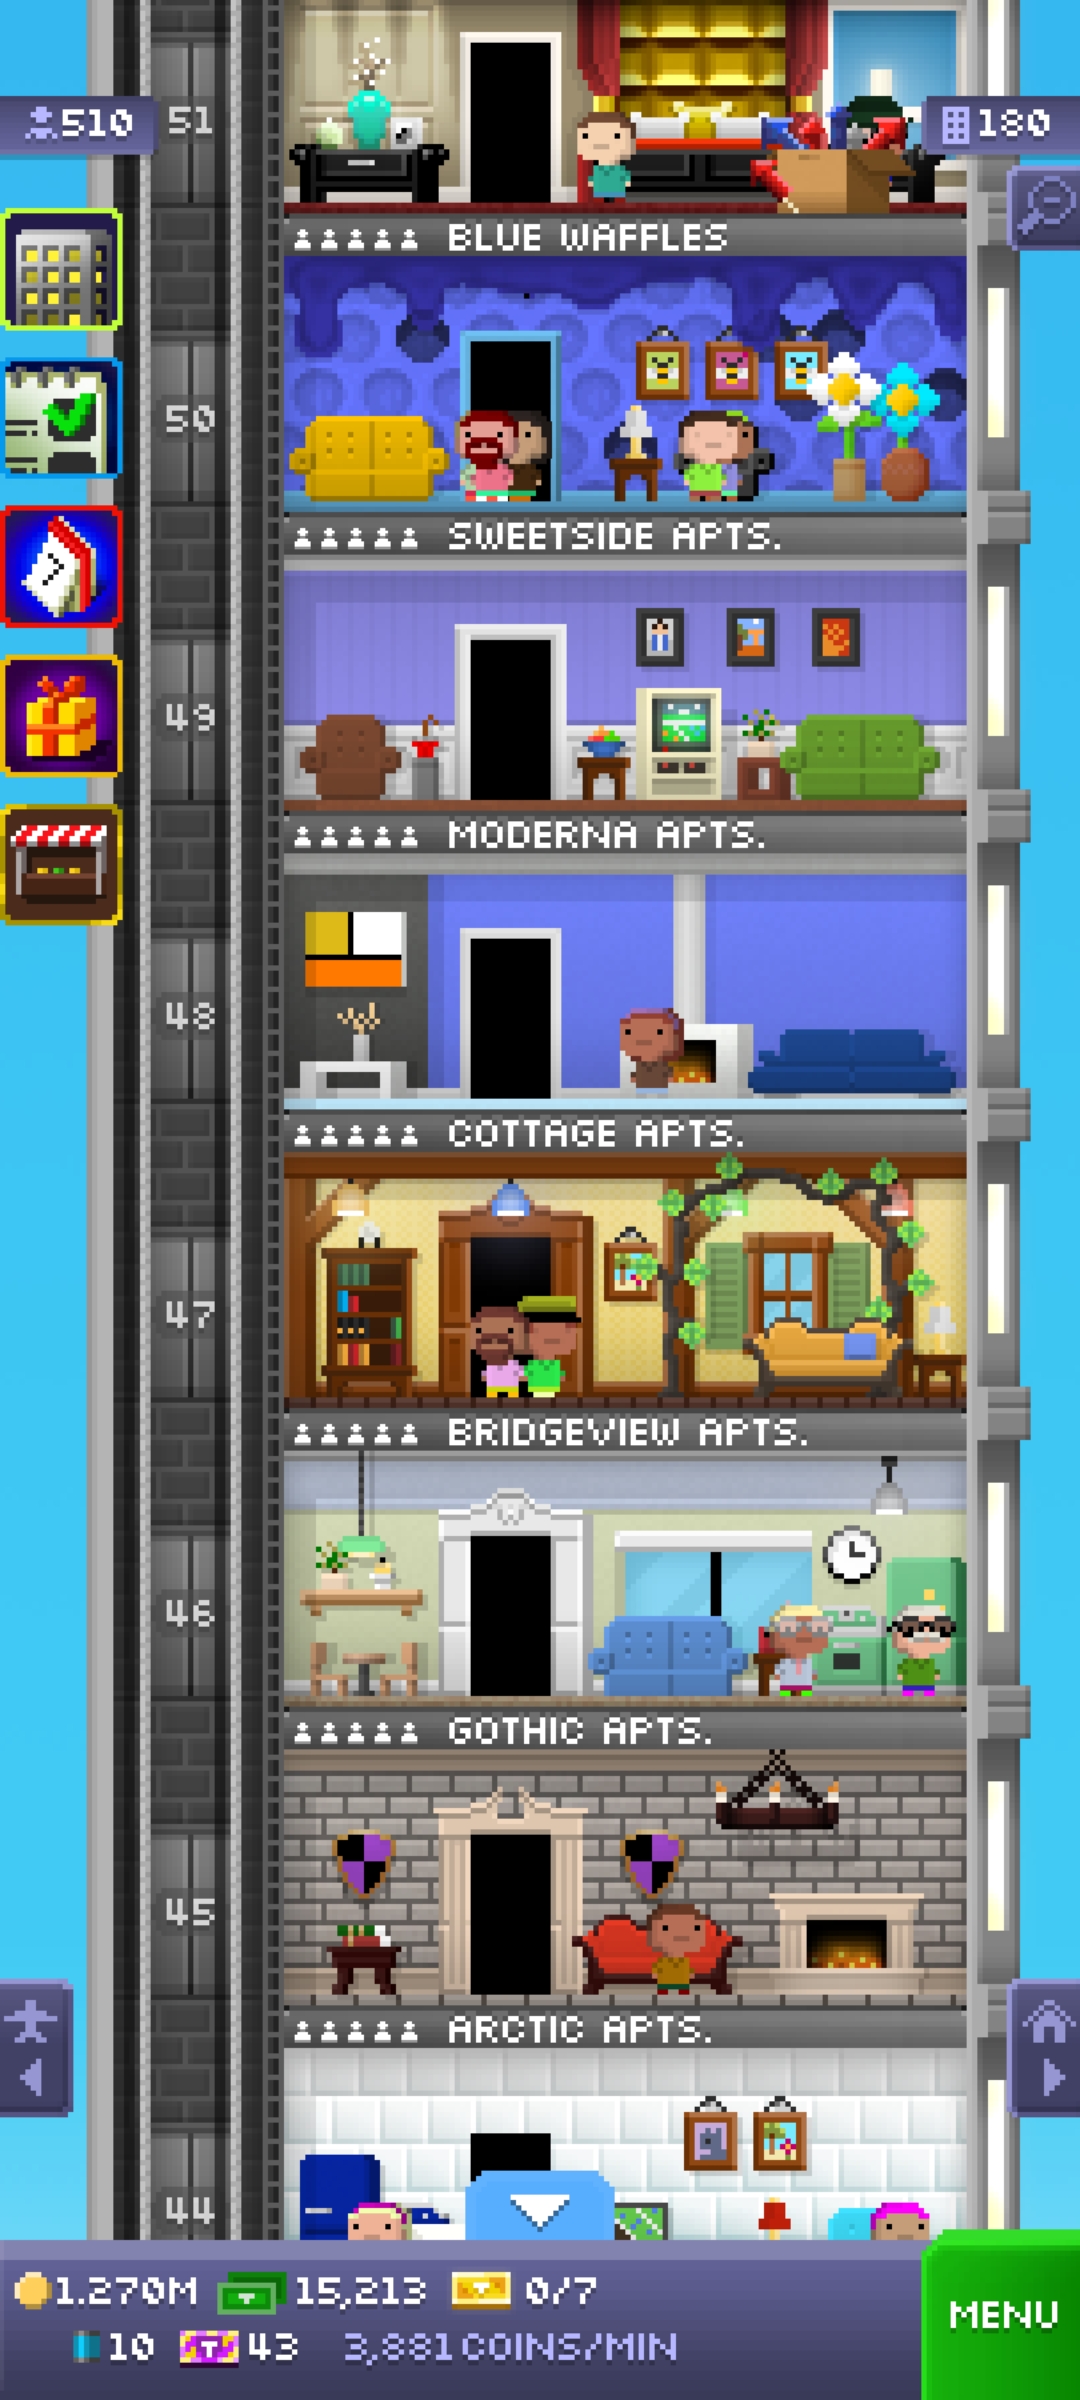 51
510
180
BLUE WAFFLES
50
SWEETSIDE APTS.
49
MODERNA APTS.
48
COTTAGE APTS.
47
BRIDGEVIEW APTS.
46
GOTHIC APTS.
45
ARCTIC APTS.
44
1.270M 15,213 0/7
10 43 3,881 COINS/MIN
MENU